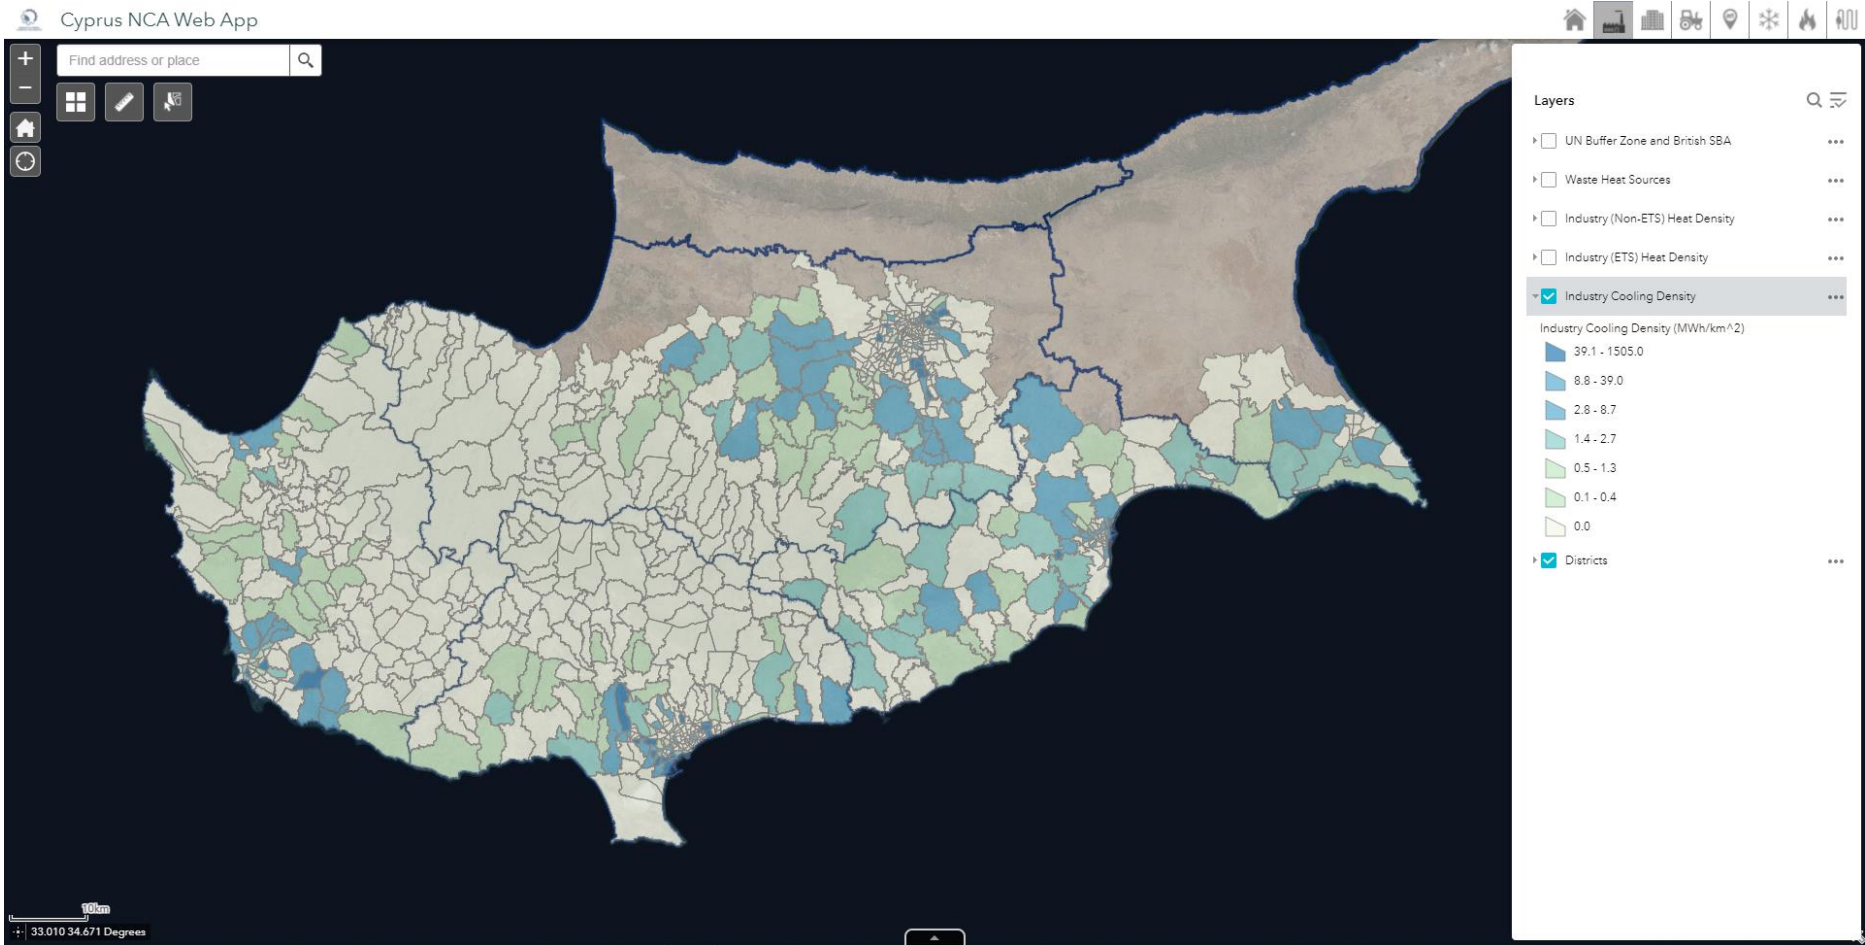 Cyprus NCA Web App
Find address or place
Layers
UN Buffer Zone and British SBA
Waste Heat Sources
Industry (Non-ETS) Heat Density
Industry (ETS) Heat Density
Industry Cooling Density
Industry Cooling Density (MWh/km^2)
39.1 - 1505.0
8.8 - 39.0
2.8 - 8.7
1.4 - 2.7
0.5 - 1.3
0.1 - 0.4
0.0
Districts
10km
33.010 34.671 Degrees